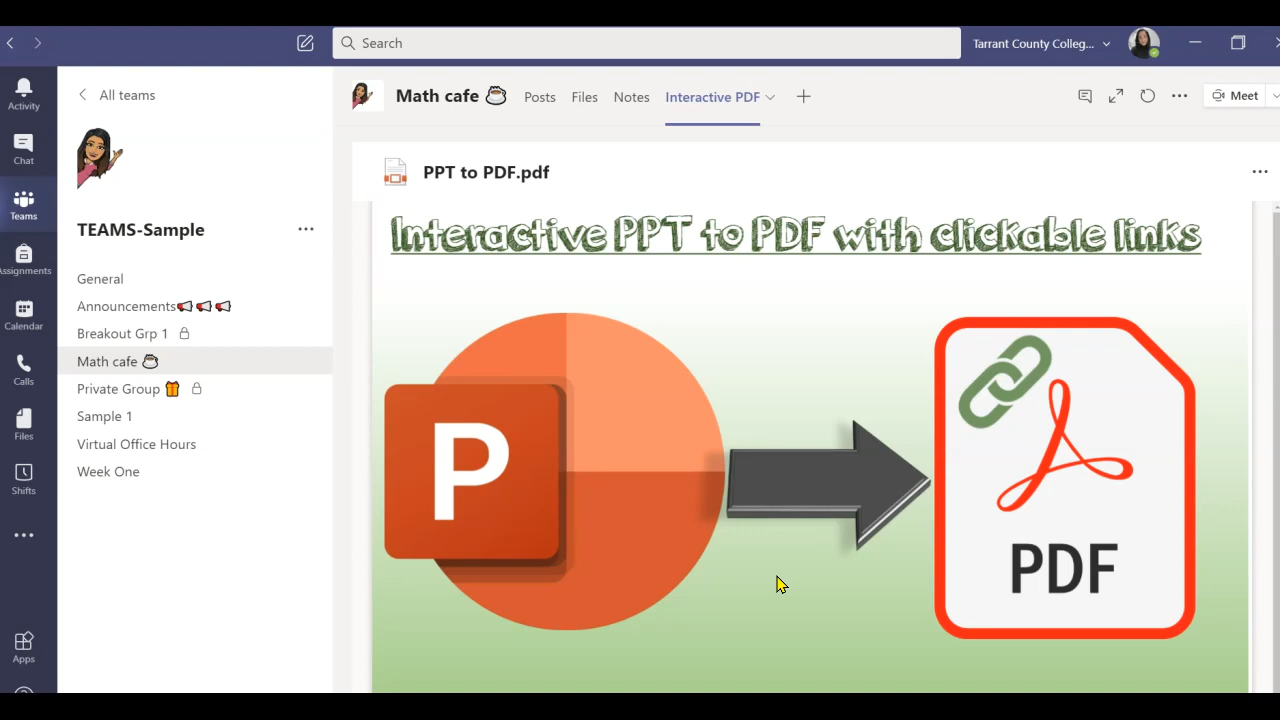 Search
Tarrant County Colleg...
Activity
Chat
Teams
Assignments
Calendar
Calls
Files
Shifts
Apps
All teams
TEAMS-Sample
General
Announcements
Breakout Grp 1
Math cafe
Private Group
Sample 1
Virtual Office Hours
Week One
Math cafe Posts Files Notes Interactive PDF
Meet
PPT to PDF.pdf
Interactive PPT to PDF with clickable links
P
PDF